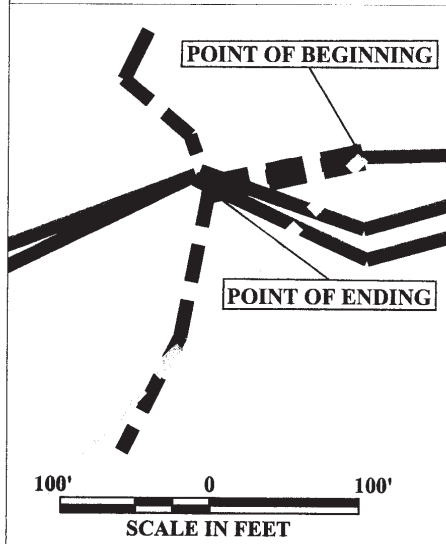 POINT OF BEGINNING
POINT OF ENDING
100' 0 100'
SCALE IN FEET